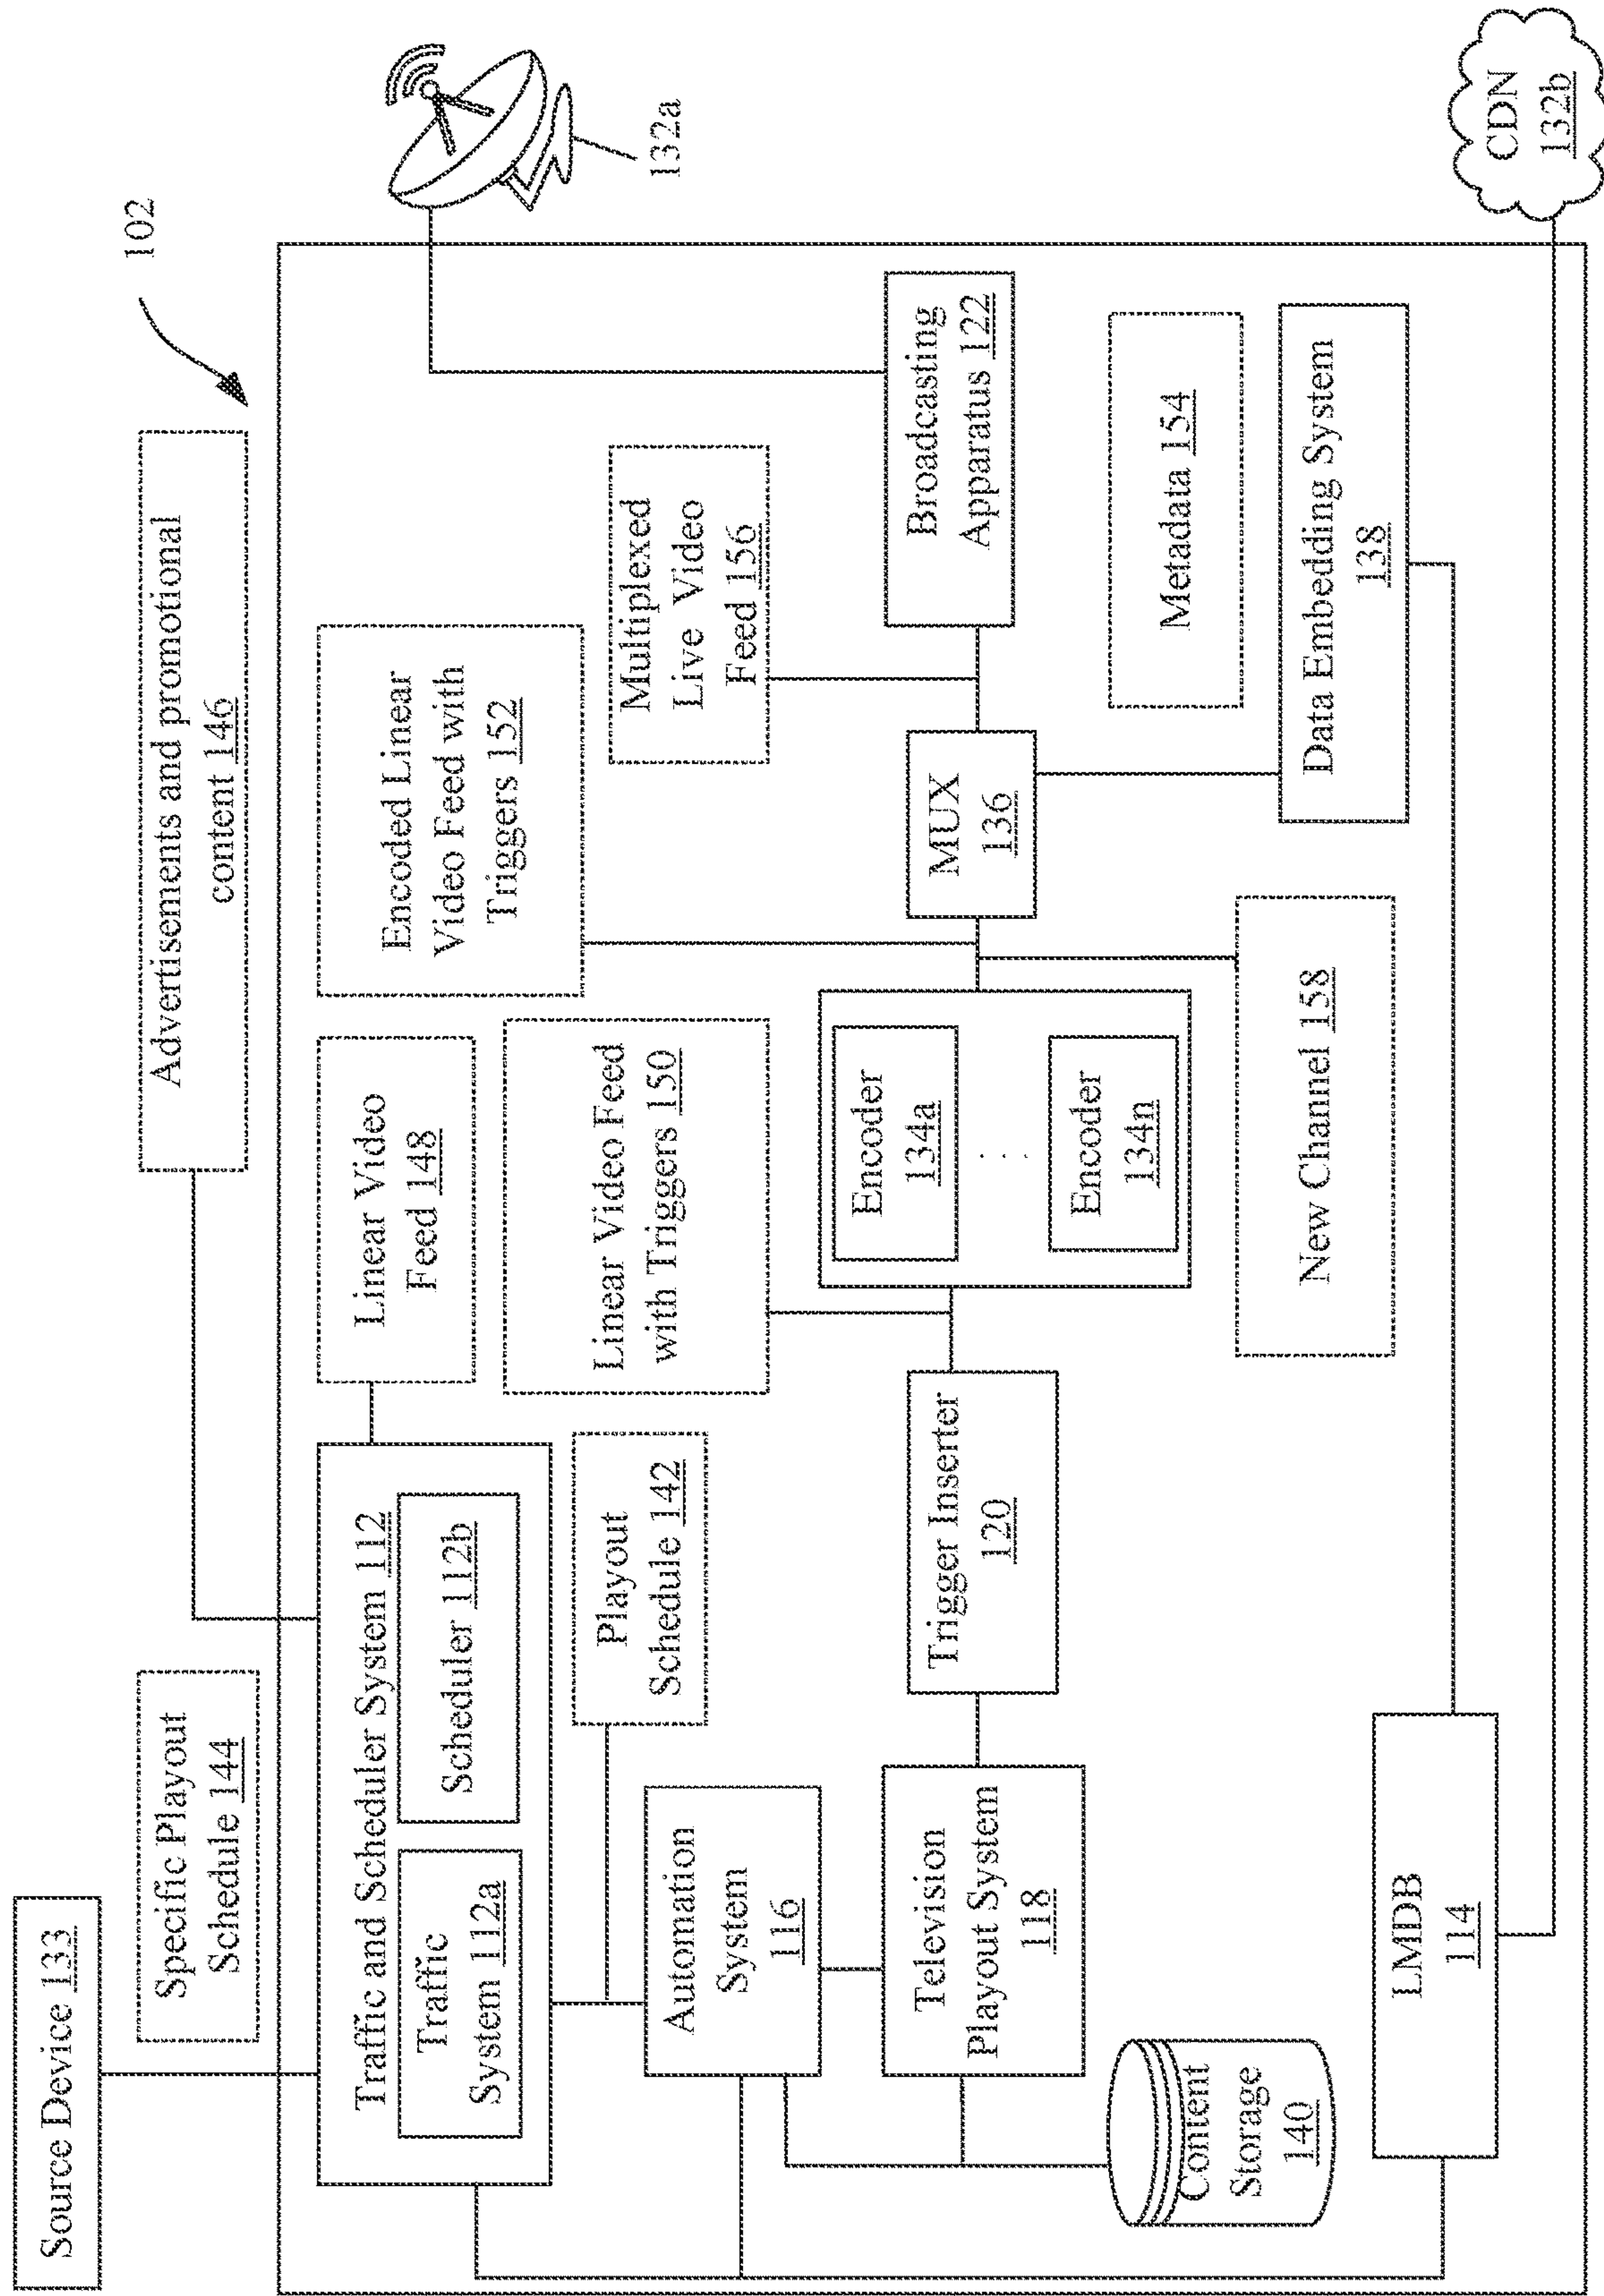 102
Source Device 133
Specific Playout
Schedule 144
Advertisements and promotional
content 146
Traffic and Scheduler System 112
Traffic
System 112a
Scheduler 112b
Linear Video
Feed 148
Encoded Linear
Video Feed with
Triggers 152
132a
Playout
Schedule 142
Linear Video Feed
with Triggers 150
Multiplexed
Live Video
Feed 156
Automation
System
116
Television
Playout System
118
Trigger Inserter
120
Encoder
134a
. . .
Encoder
134n
MUX
136
Broadcasting
Apparatus 122
Metadata 154
Content
Storage
140
New Channel 158
Data Embedding System
138
LMDB
114
CDN
132b